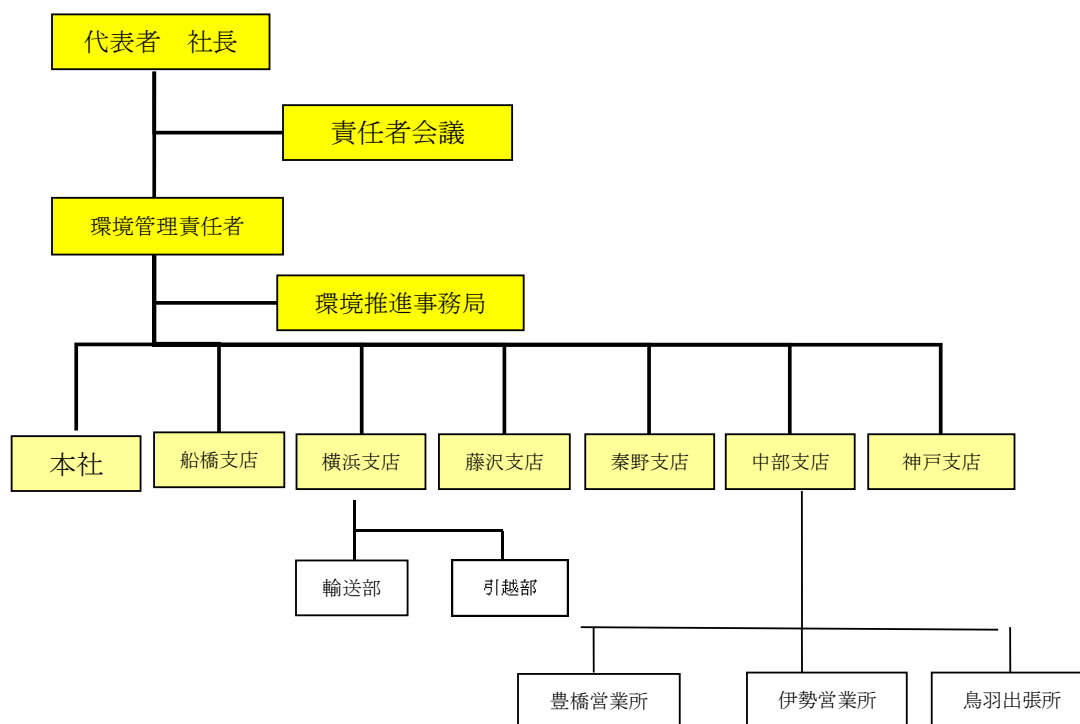 代表者　社長
責任者会議
環境管理責任者
環境推進事務局
本社
船橋支店
横浜支店
藤沢支店
秦野支店
中部支店
神戸支店
輸送部
引越部
豊橋営業所
伊勢営業所
鳥羽出張所